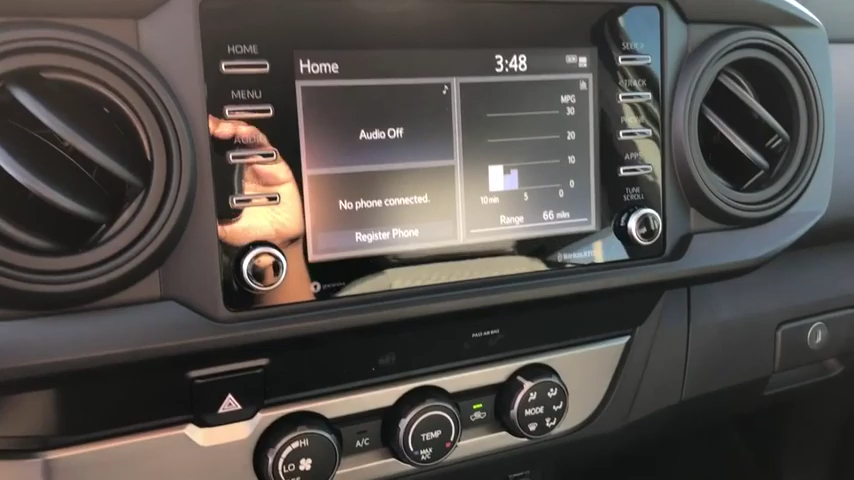 HOME
MENU
AUDIO
Home
3:48
Audio Off
No phone connected.
Register Phone
MPG
30
20
10
0
10 min
5
0
Range 66 miles
SEEK >
< TRACK
PHONE
APPS
TUNE
SCROLL
PASS AIR BAG
HI
LO
A/C
TEMP
MAX
A/C
MODE